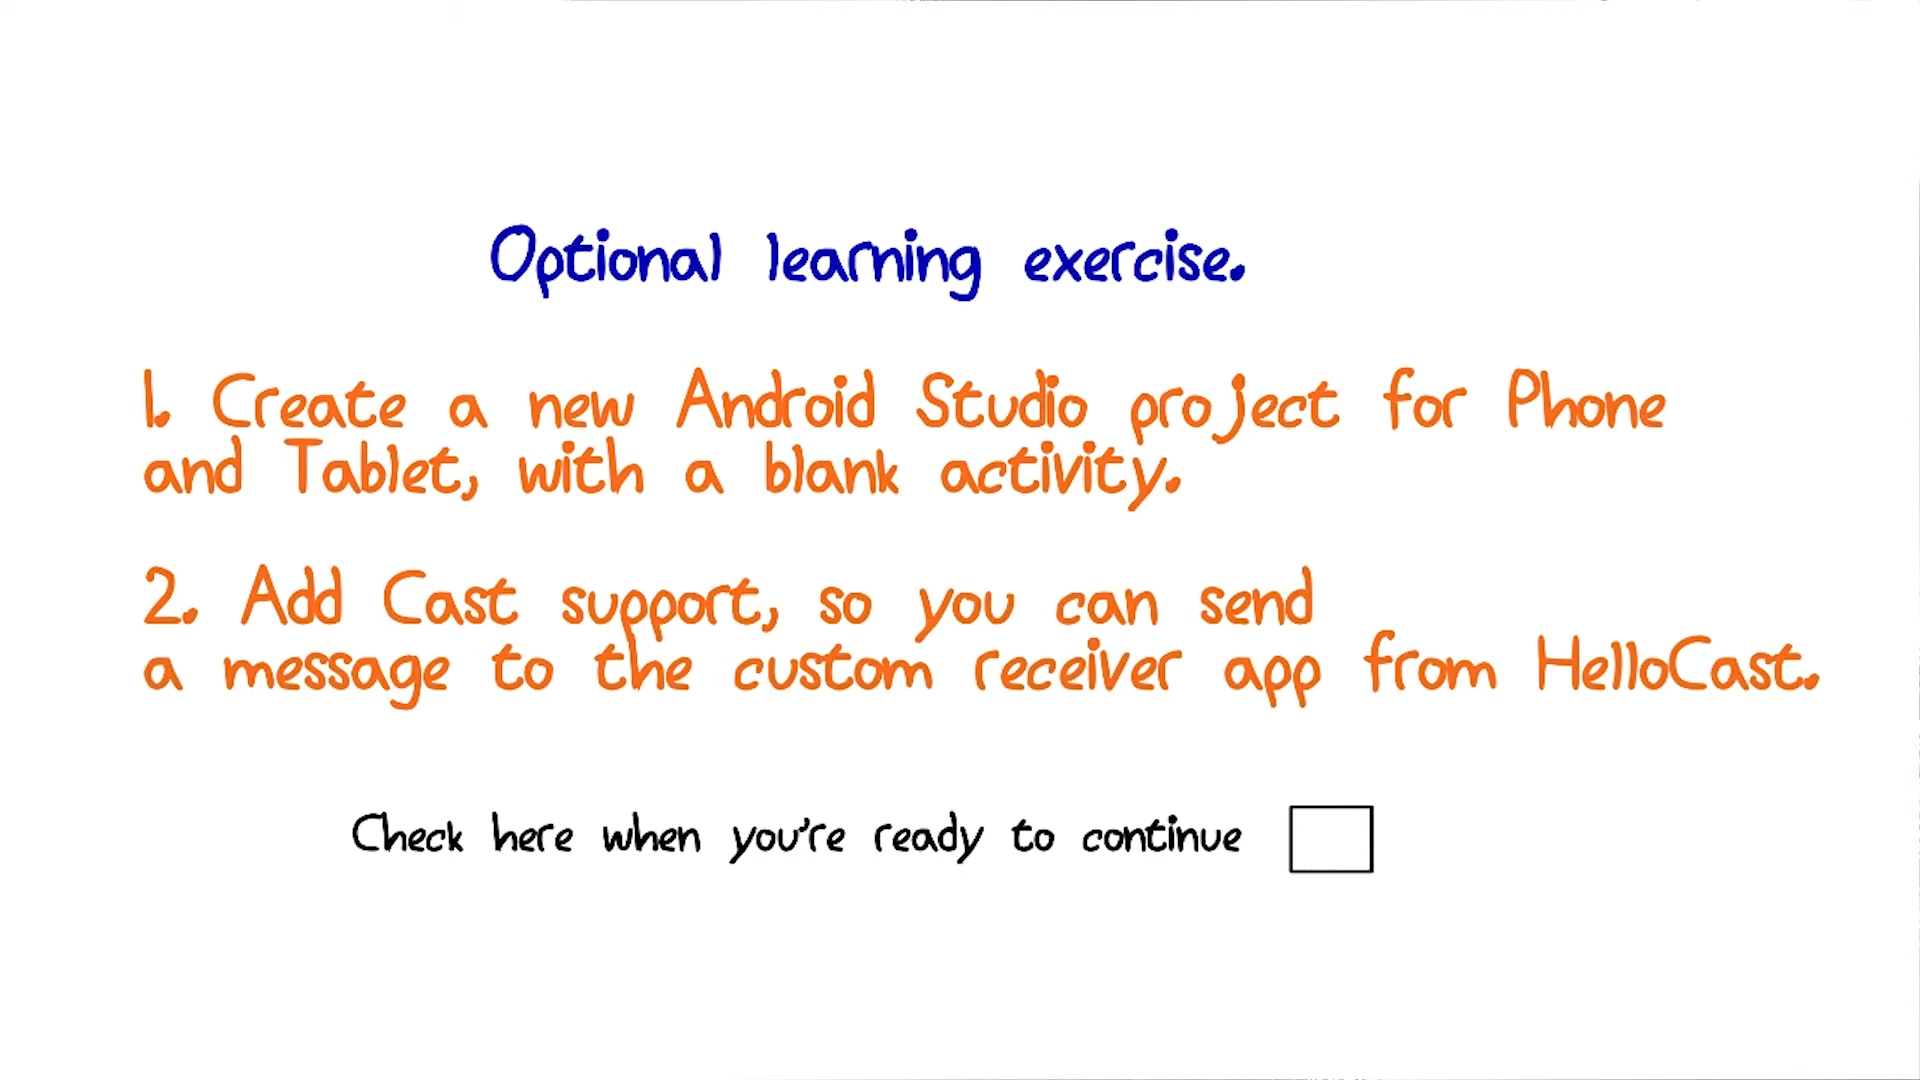 Optional learning exercise.
1. Create a new Android Studio project for Phone
and Tablet, with a blank activity.
2. Add Cast support, so you can send
a message to the custom receiver app from HelloCast.
Check here when you're ready to continue